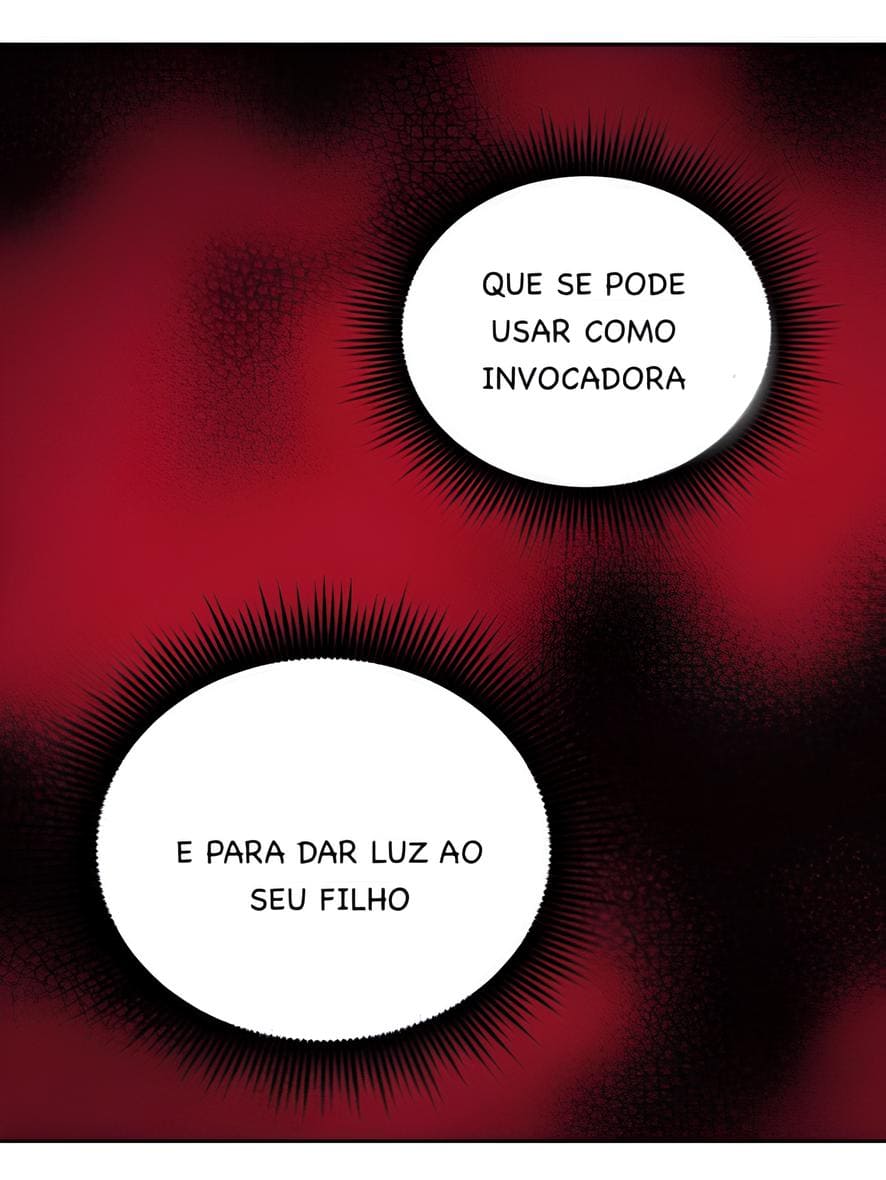 QUE SE PODE
USAR COMO
INVOCADORA
E PARA DAR LUZ AO
SEU FILHO